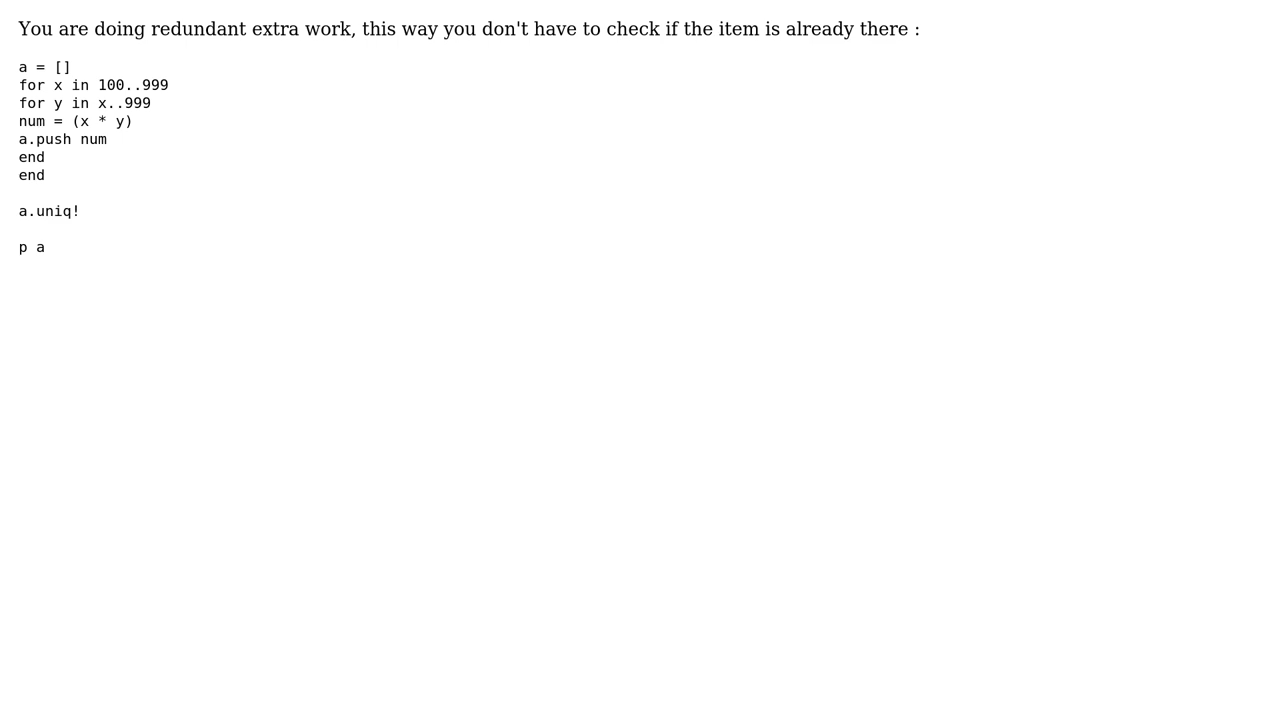 You are doing redundant extra work, this way you don't have to check if the item is already there :
a = []
for x in 100..999
for y in x..999
num = (x * y)
a.push num
end
end
a.uniq!
p a